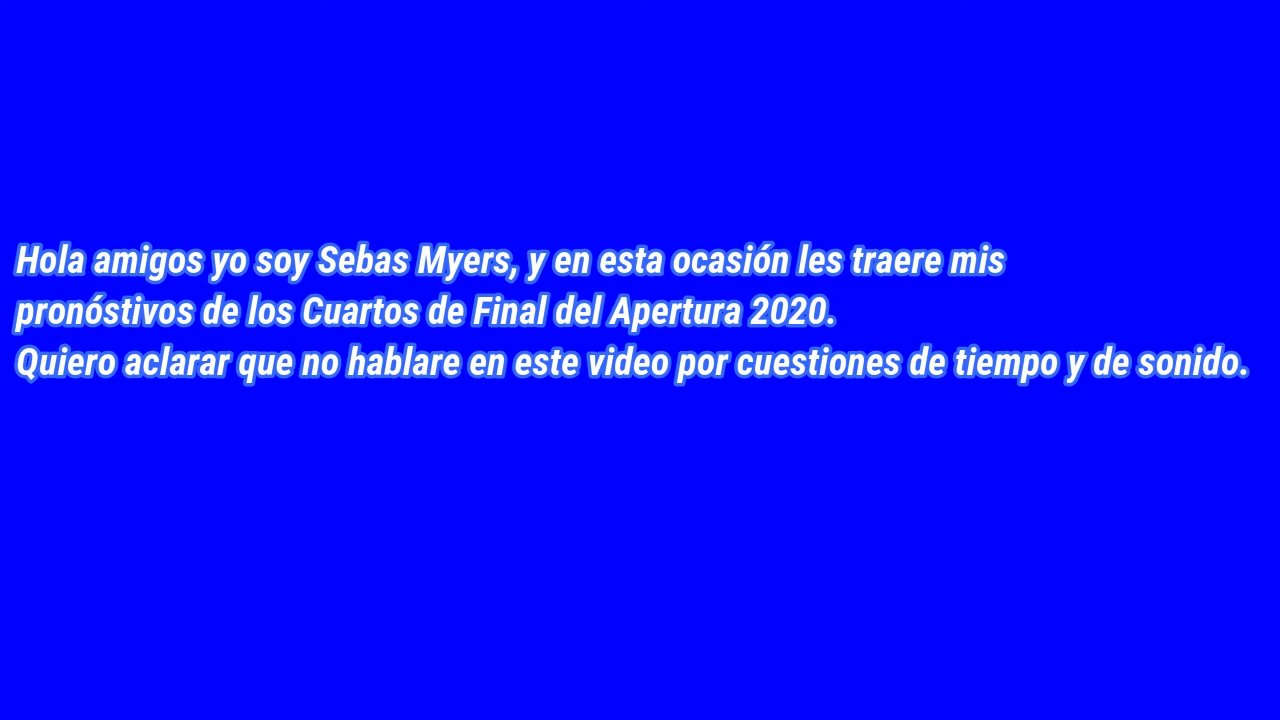 Hola amigos yo soy Sebas Myers, y en esta ocasión les traere mis
pronóstivos de los Cuartos de Final del Apertura 2020.
Quiero aclarar que no hablare en este video por cuestiones de tiempo y de sonido.